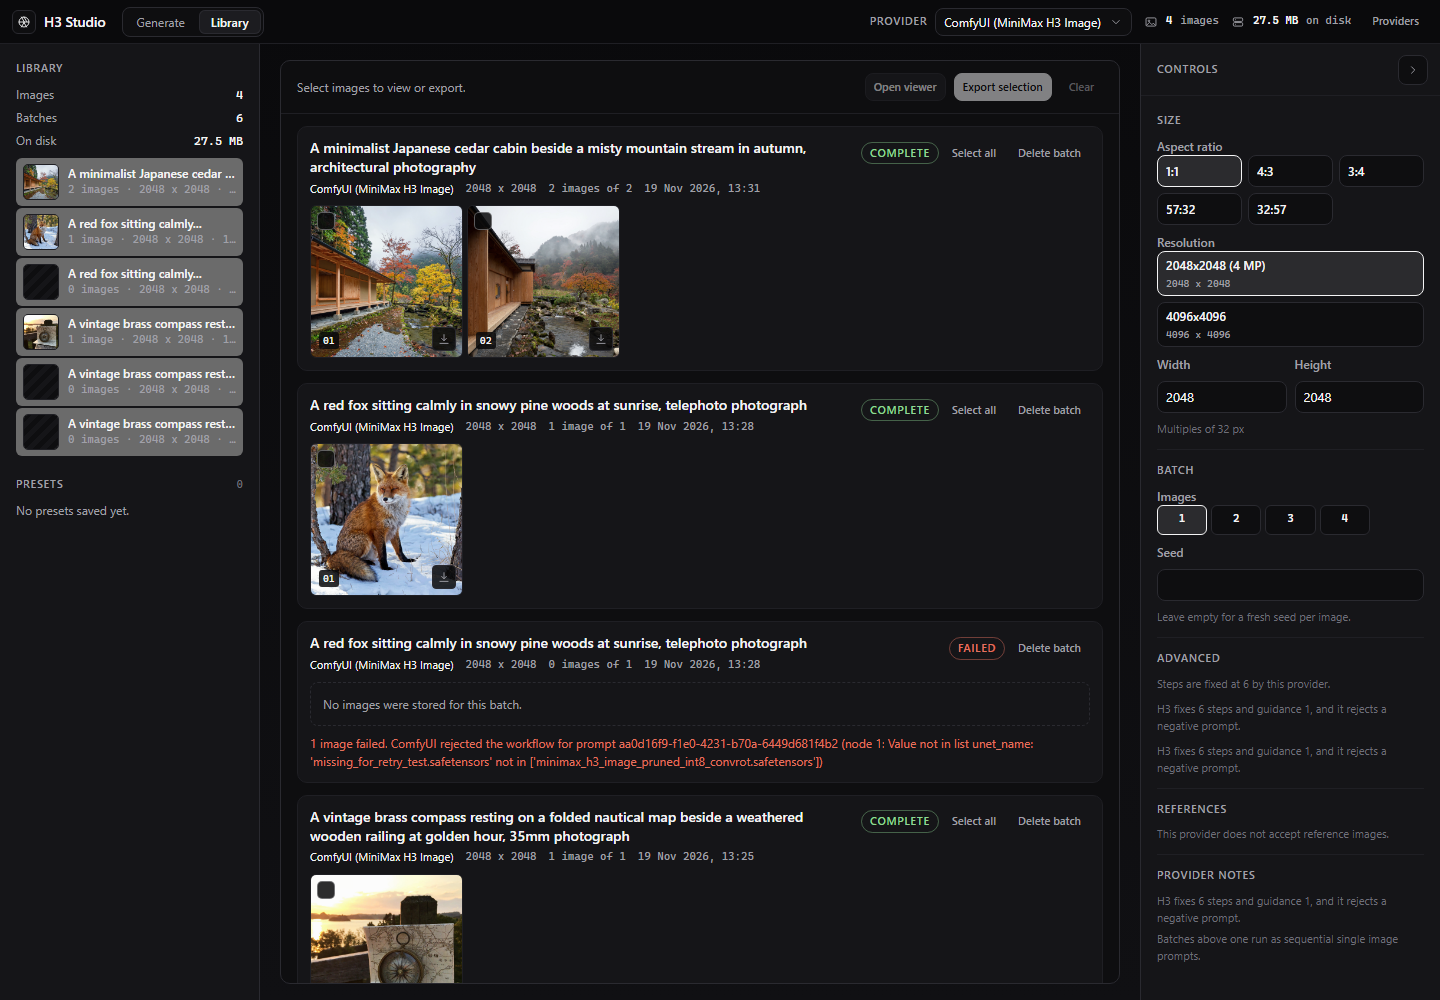 H3 Studio
Generate
Library
PROVIDER
ComfyUI (MiniMax H3 Image)
4 images
27.5 MB on disk
Providers
LIBRARY
Images 4
Batches 6
On disk 27.5 MB
A minimalist Japanese cedar ...
2 images · 2048 x 2048 · …
A red fox sitting calmly...
1 image · 2048 x 2048 · 1…
A red fox sitting calmly...
0 images · 2048 x 2048 · …
A vintage brass compass rest...
1 image · 2048 x 2048 · 1…
A vintage brass compass rest...
0 images · 2048 x 2048 · …
A vintage brass compass rest...
0 images · 2048 x 2048 · …
PRESETS 0
No presets saved yet.
Select images to view or export.
Open viewer
Export selection
Clear
A minimalist Japanese cedar cabin beside a misty mountain stream in autumn,
architectural photography
COMPLETE
Select all
Delete batch
ComfyUI (MiniMax H3 Image) 2048 x 2048 2 images of 2 19 Nov 2026, 13:31
01
02
A red fox sitting calmly in snowy pine woods at sunrise, telephoto photograph
COMPLETE
Select all
Delete batch
ComfyUI (MiniMax H3 Image) 2048 x 2048 1 image of 1 19 Nov 2026, 13:28
01
A red fox sitting calmly in snowy pine woods at sunrise, telephoto photograph
FAILED
Delete batch
ComfyUI (MiniMax H3 Image) 2048 x 2048 0 images of 1 19 Nov 2026, 13:28
No images were stored for this batch.
1 image failed. ComfyUI rejected the workflow for prompt aa0d16f9-f1e0-4231-b70a-6449d681f4b2 (node 1: Value not in list unet_name:
'missing_for_retry_test.safetensors' not in ['minimax_h3_image_pruned_int8_convrot.safetensors'])
A vintage brass compass resting on a folded nautical map beside a weathered
wooden railing at golden hour, 35mm photograph
COMPLETE
Select all
Delete batch
ComfyUI (MiniMax H3 Image) 2048 x 2048 1 image of 1 19 Nov 2026, 13:25
CONTROLS
SIZE
Aspect ratio
1:1
4:3
3:4
57:32
32:57
Resolution
2048x2048 (4 MP)
2048 x 2048
4096x4096
4096 x 4096
Width
Height
2048
2048
Multiples of 32 px
BATCH
Images
1
2
3
4
Seed
Leave empty for a fresh seed per image.
ADVANCED
Steps are fixed at 6 by this provider.
H3 fixes 6 steps and guidance 1, and it rejects a
negative prompt.
H3 fixes 6 steps and guidance 1, and it rejects a
negative prompt.
REFERENCES
This provider does not accept reference images.
PROVIDER NOTES
H3 fixes 6 steps and guidance 1, and it rejects a
negative prompt.
Batches above one run as sequential single image
prompts.